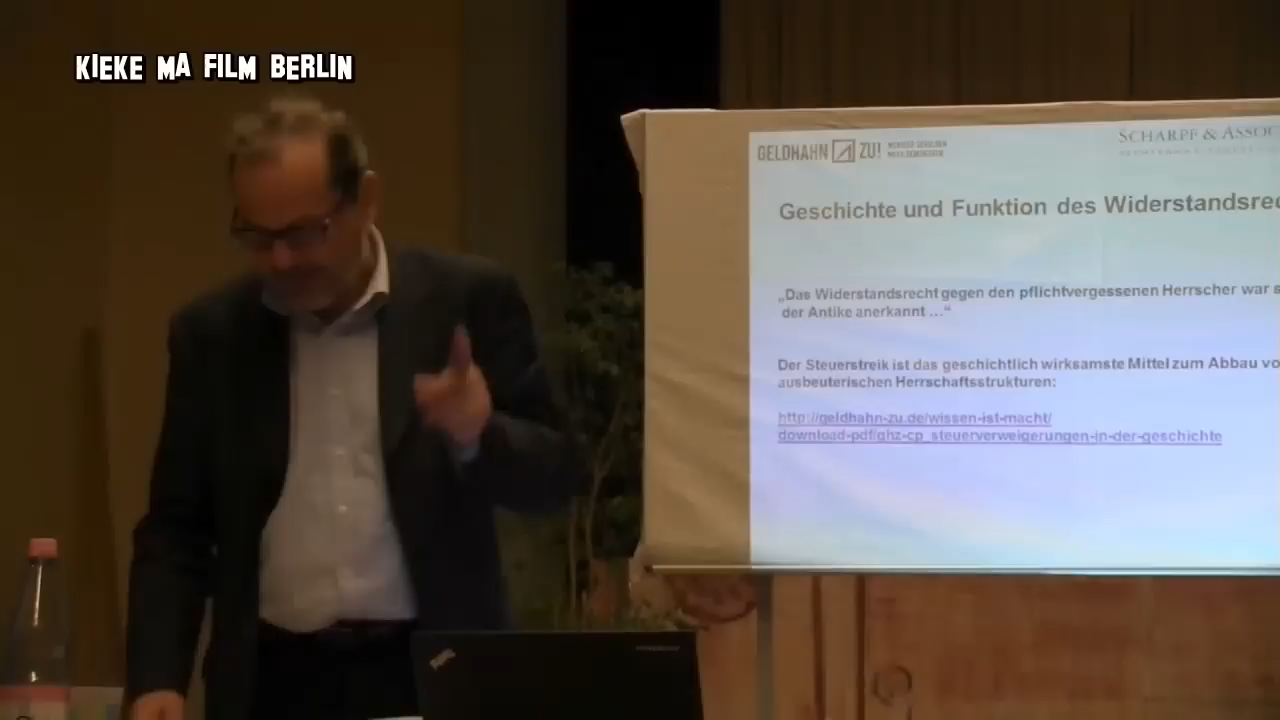 KIEKE MA FILM BERLIN
GELDHAHN ZU!
SCHARPF & ASSOC
Geschichte und Funktion des Widerstandsrec
„Das Widerstandsrecht gegen den pflichtvergessenen Herrscher war s
der Antike anerkannt …“
Der Steuerstreik ist das geschichtlich wirksamste Mittel zum Abbau vo
ausbeuterischen Herrschaftsstrukturen:
http://geldhahn-zu.de/wissen-ist-macht/
download-pdf/ghz-cp_steuerverweigerungen-in-der-geschichte